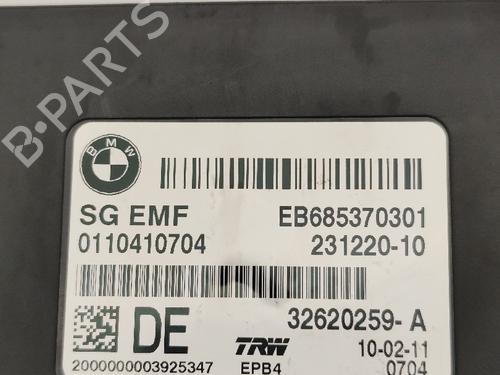 B-PARTS
BMW
SG EMF EB685370301
0110410704 231220-10
DE 32620259- A
TRW 10-02-11
2000000003925347 EPB4 0704